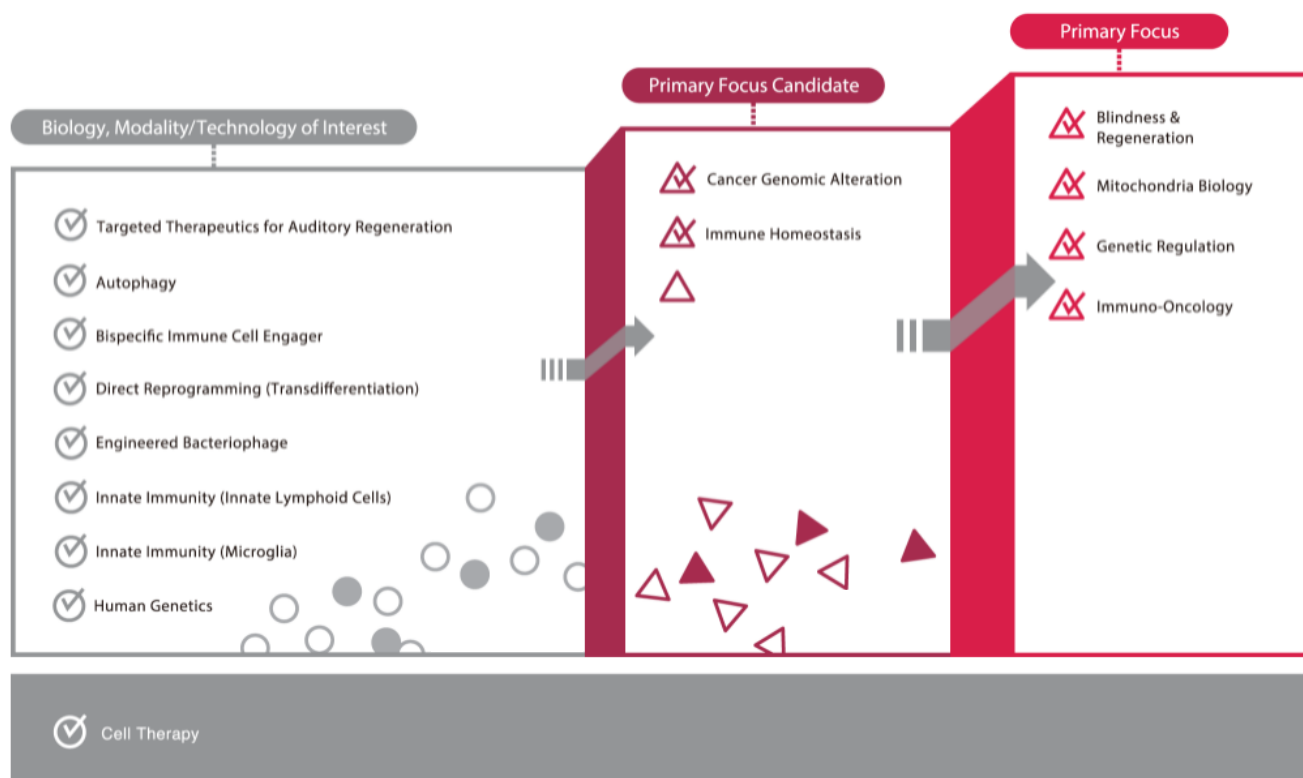 Biology, Modality/Technology of Interest
Targeted Therapeutics for Auditory Regeneration
Autophagy
Bispecific Immune Cell Engager
Direct Reprogramming (Transdifferentiation)
Engineered Bacteriophage
Innate Immunity (Innate Lymphoid Cells)
Innate Immunity (Microglia)
Human Genetics
Primary Focus Candidate
Cancer Genomic Alteration
Immune Homeostasis
Primary Focus
Blindness &
Regeneration
Mitochondria Biology
Genetic Regulation
Immuno-Oncology
Cell Therapy